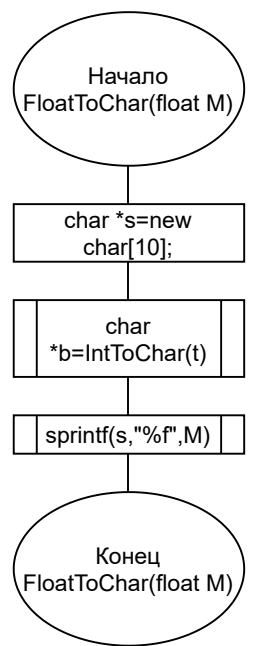 Начало
FloatToChar(float M)
char *s=new
char[10];
char
*b=IntToChar(t)
sprintf(s,"%f",M)
Конец
FloatToChar(float M)